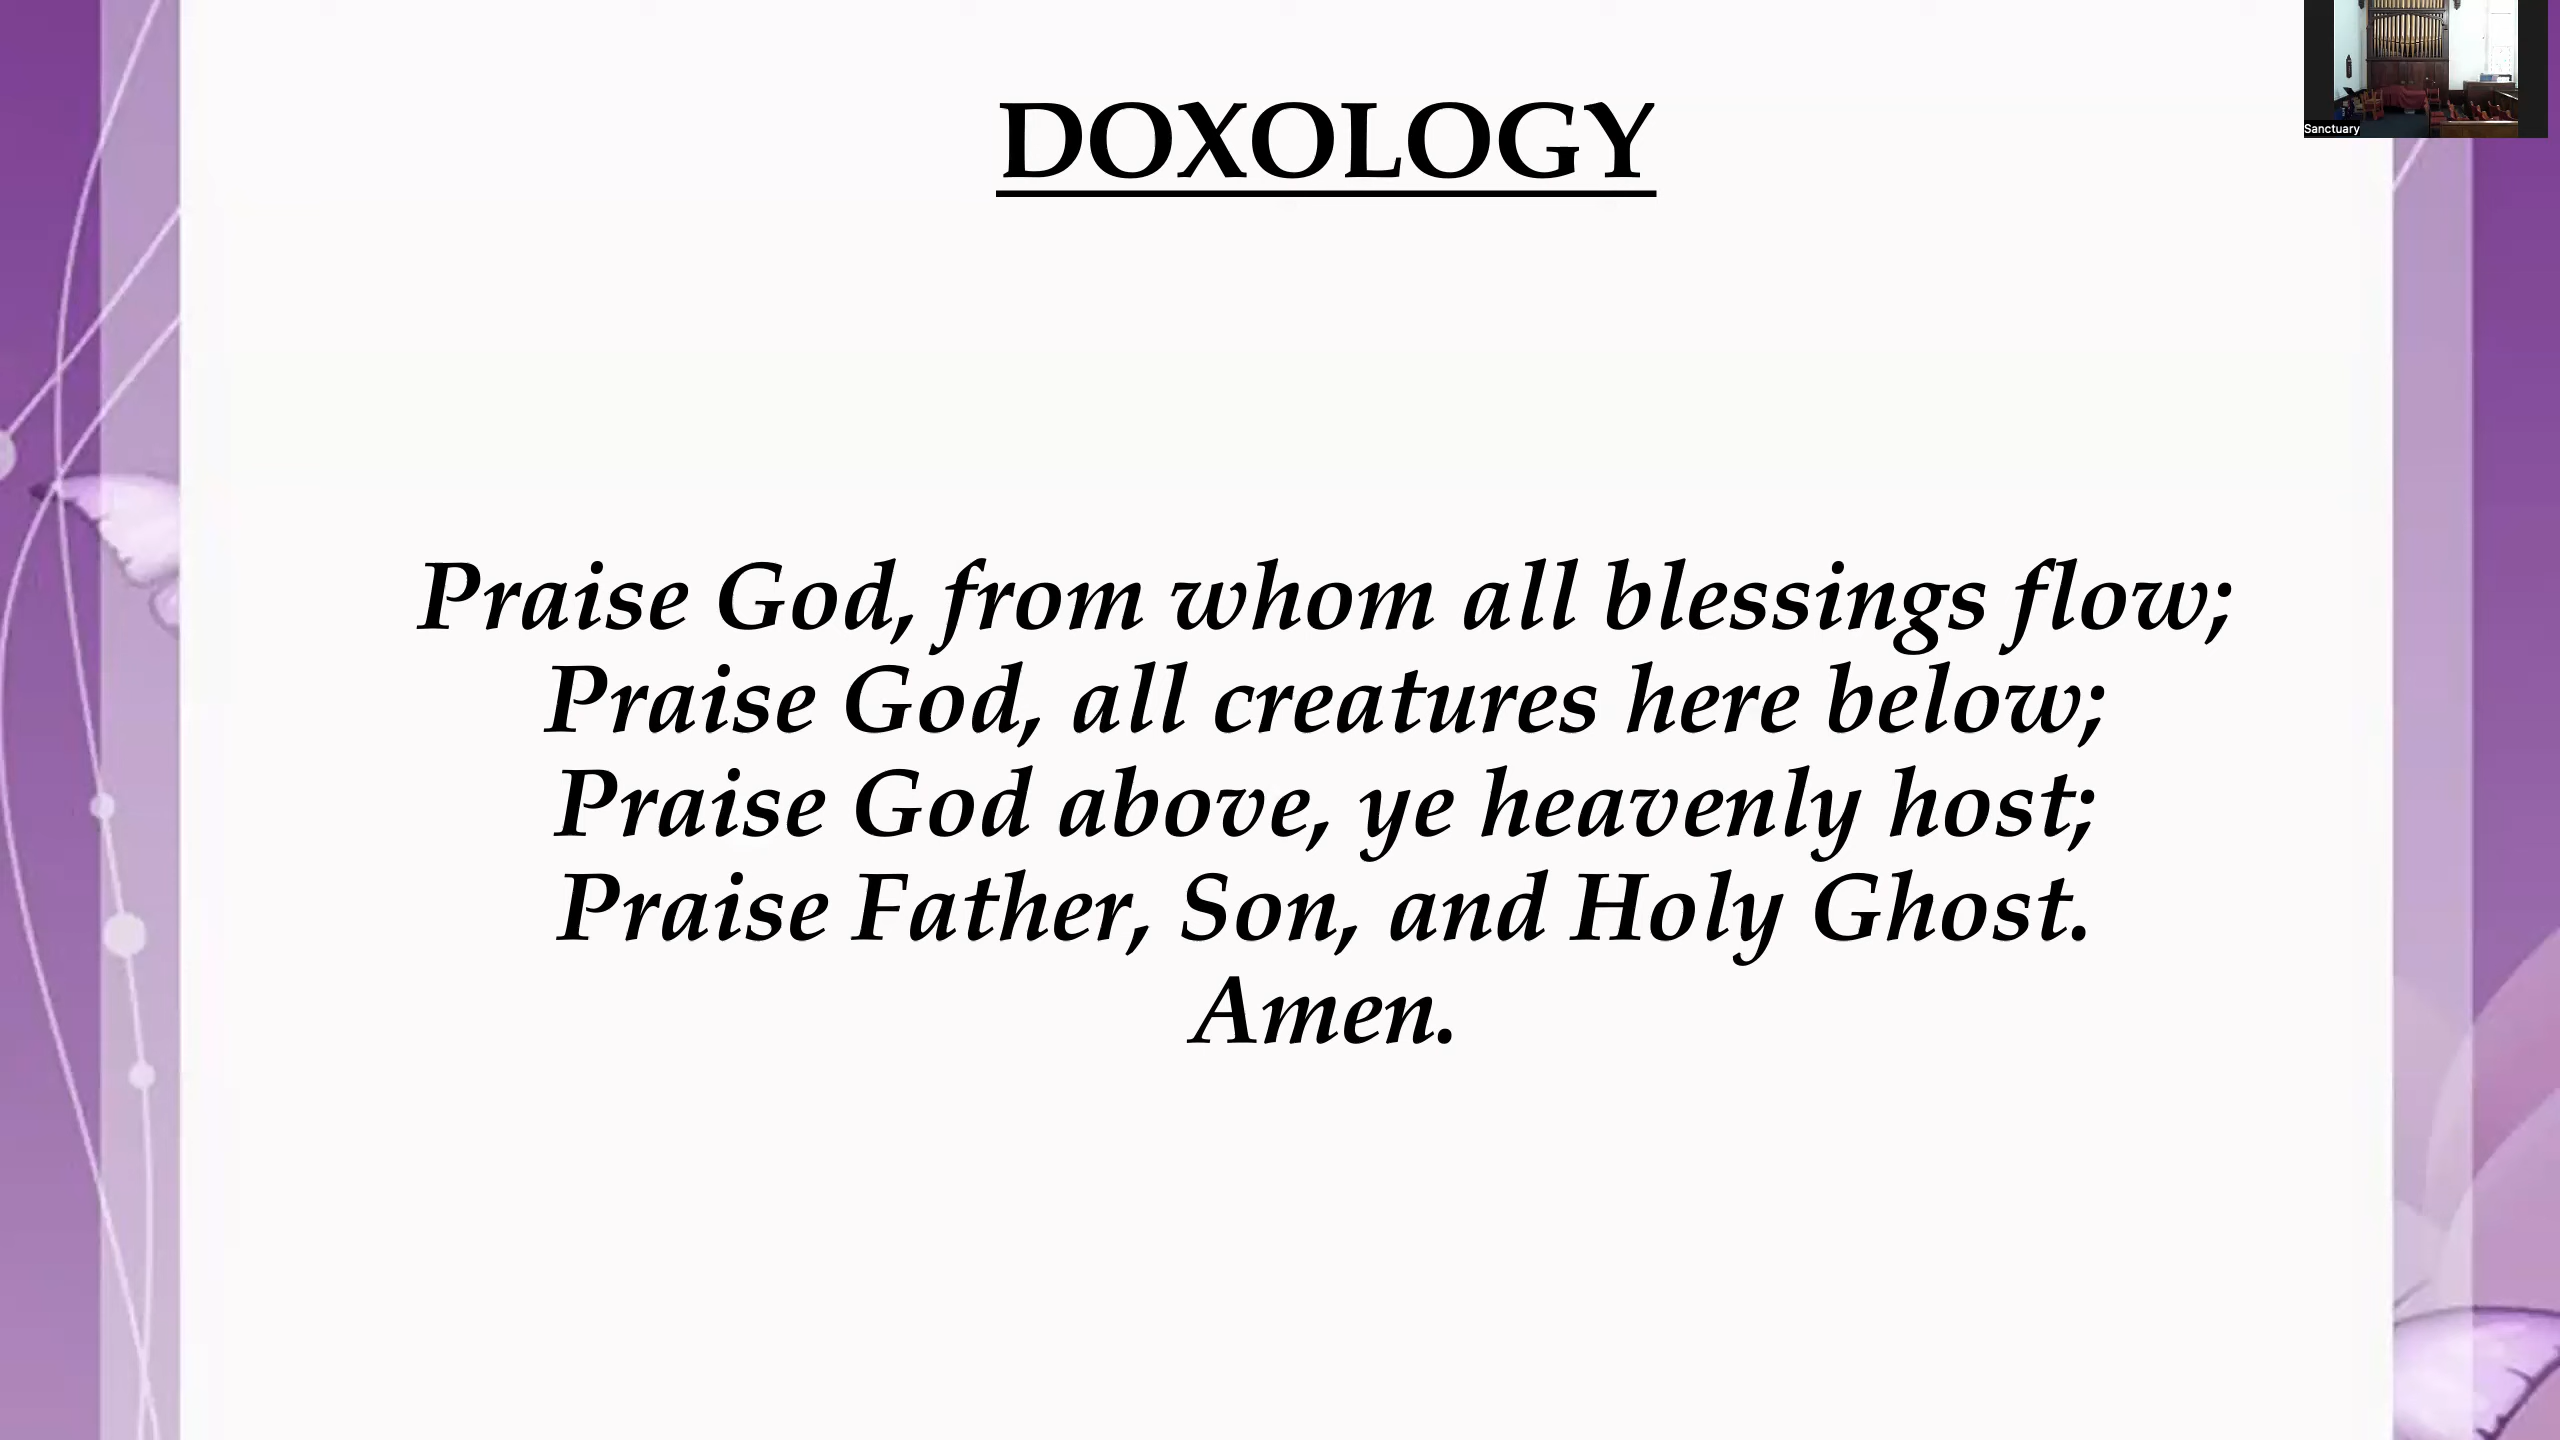 DOXOLOGY
Praise God, from whom all blessings flow;
Praise God, all creatures here below;
Praise God above, ye heavenly host;
Praise Father, Son, and Holy Ghost.
Amen.
Sanctuary